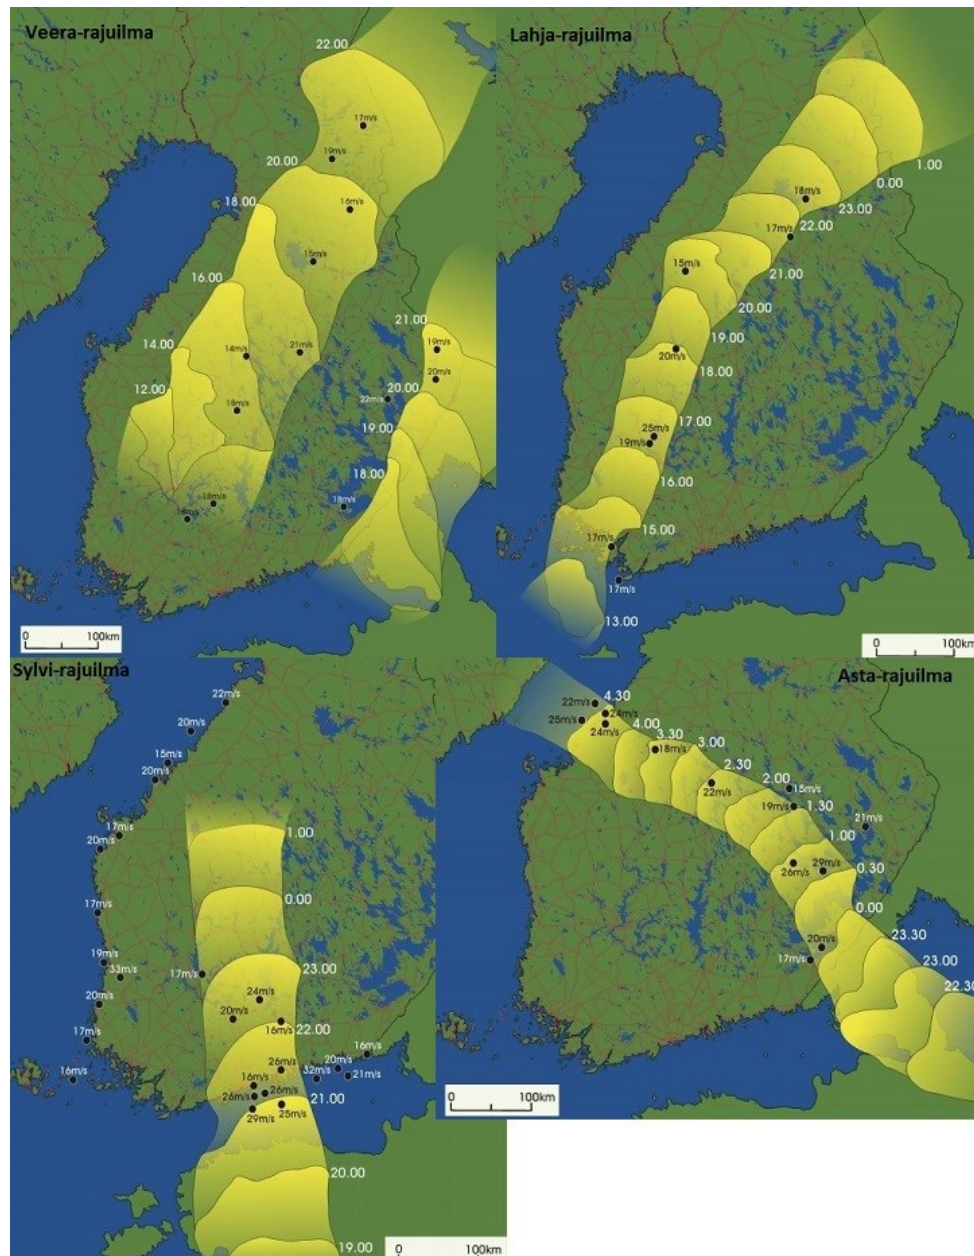 Veera-rajuilma
22.00
17m/s
19m/s
20.00
16m/s
18.00
15m/s
16.00
21.00
14.00
19m/s
14m/s
21m/s
20m/s
12.00
20.00
22m/s
18m/s
19.00
18.00
18m/s
18m/s
18m/s
0 100km
Lahja-rajuilma
1.00
0.00
18m/s
23.00
22.00
17m/s
15m/s
21.00
20.00
19.00
20m/s
18.00
17.00
25m/s
19m/s
16.00
15.00
17m/s
17m/s
13.00
0 100km
Sylvi-rajuilma
22m/s
20m/s
15m/s
20m/s
17m/s
1.00
20m/s
0.00
17m/s
19m/s
23.00
33m/s
17m/s
24m/s
20m/s
20m/s
16m/s
22.00
17m/s
16m/s
26m/s
20m/s
16m/s
16m/s
32m/s
21m/s
26m/s
26m/s
21.00
29m/s
25m/s
20.00
19.00
0 100km
Asta-rajuilma
4.30
22m/s
24m/s
25m/s
24m/s
4.00
3.30
18m/s
3.00
2.30
2.00
22m/s
15m/s
19m/s
1.30
21m/s
1.00
29m/s
26m/s
0.30
0.00
20m/s
23.30
17m/s
23.00
22.30
0 100km